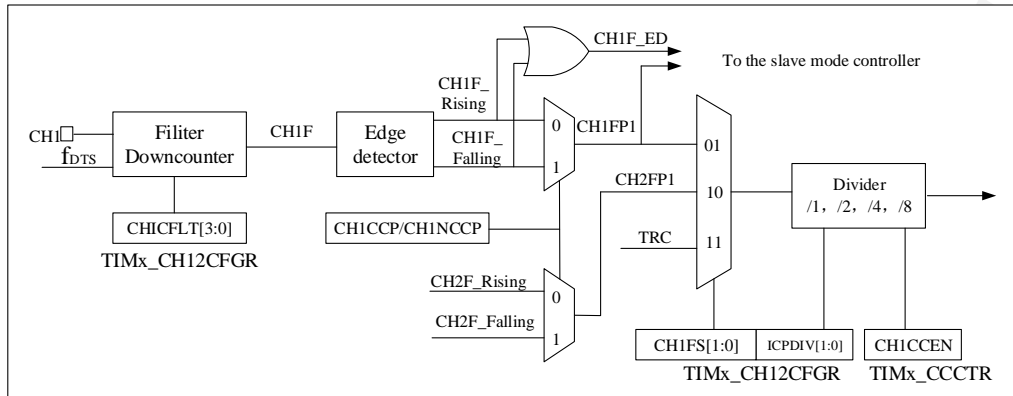 CH1F_ED
To the slave mode controller
CH1F_
Rising
CH1
fDTS
Filiter
Downcounter
CH1F
Edge
detector
CH1F_
Falling
0
1
CH1FP1
01
10
11
CH2FP1
TRC
Divider
/1, /2, /4, /8
CHICFLT[3:0]
TIMx_CH12CFGR
CH1CCP/CH1NCCP
CH2F_Rising
CH2F_Falling
0
1
CH1FS[1:0]
ICPDIV[1:0]
CH1CCEN
TIMx_CH12CFGR
TIMx_CCCTR